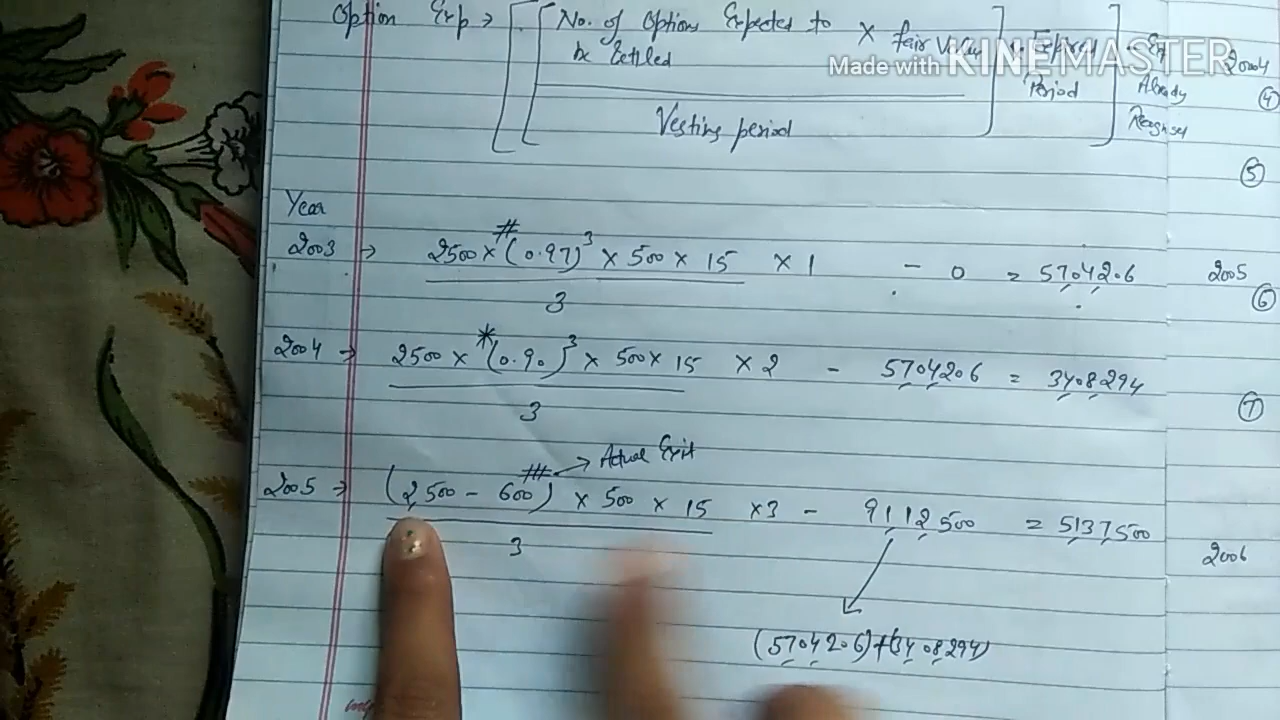 Option Exp → No. of Options Expected to × fair Value × Expired - Exp
be Settled Period Already
Vesting period
Made with KINEMASTER
2004
④
⑤
Year
2003 → 2500 × (0.97)³ × 500 × 15 × 1 - 0 = 5704206
#
3
2005
⑥
2004 → 2500 × (0.90)³ × 500 × 15 × 2 - 5704206 = 3408294
*
3
⑦
## → Actual Exit
2005 → (2500 - 600) × 500 × 15 × 3 - 9112500 = 5137500
3
2006
(5704206) + (3408294)